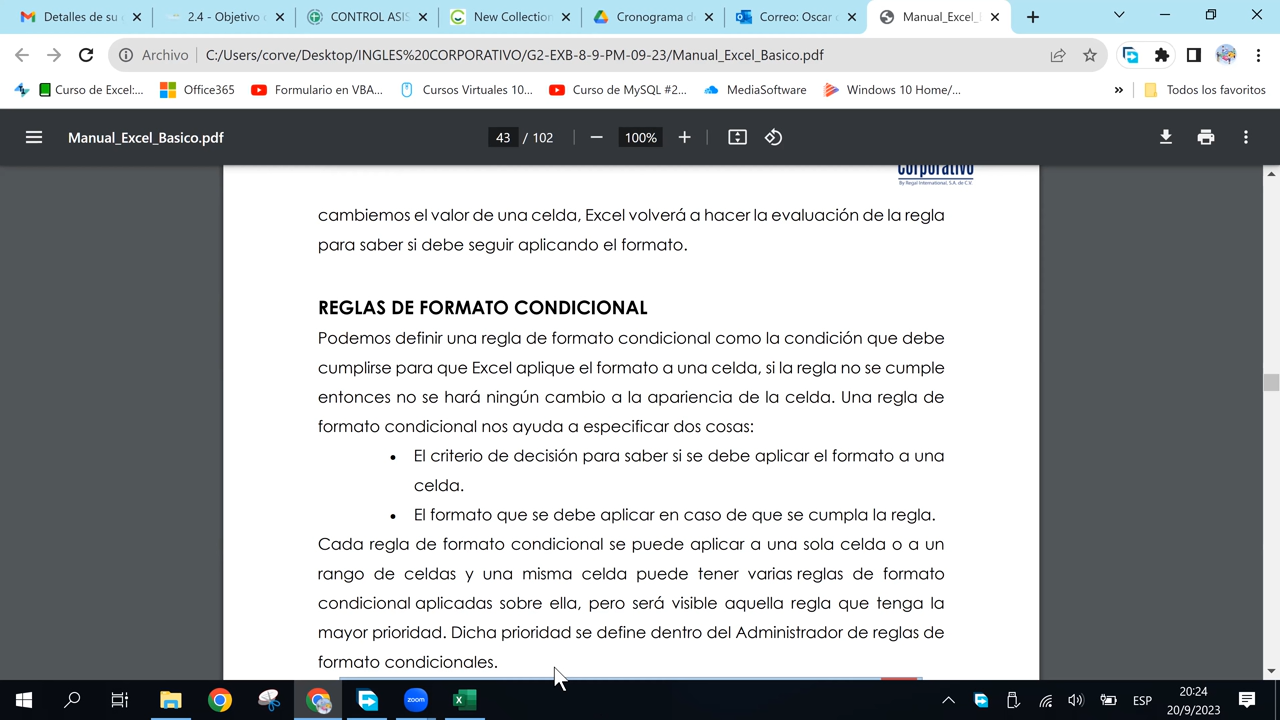 Detalles de su
2.4 - Objetivo
CONTROL ASIS
New Collection
Cronograma de
Correo: Oscar
Manual_Excel_
Archivo
C:/Users/corve/Desktop/INGLES%20CORPORATIVO/G2-EXB-8-9-PM-09-23/Manual_Excel_Basico.pdf
Curso de Excel:...
Office365
Formulario en VBA...
Cursos Virtuales 10...
Curso de MySQL #2...
MediaSoftware
Windows 10 Home/...
»
Todos los favoritos
Manual_Excel_Basico.pdf
43 / 102
100%
Corporativo
By Regal International, S.A. de C.V.
cambiemos el valor de una celda, Excel volverá a hacer la evaluación de la regla
para saber si debe seguir aplicando el formato.
REGLAS DE FORMATO CONDICIONAL
Podemos definir una regla de formato condicional como la condición que debe
cumplirse para que Excel aplique el formato a una celda, si la regla no se cumple
entonces no se hará ningún cambio a la apariencia de la celda. Una regla de
formato condicional nos ayuda a especificar dos cosas:
• El criterio de decisión para saber si se debe aplicar el formato a una
celda.
• El formato que se debe aplicar en caso de que se cumpla la regla.
Cada regla de formato condicional se puede aplicar a una sola celda o a un
rango de celdas y una misma celda puede tener varias reglas de formato
condicional aplicadas sobre ella, pero será visible aquella regla que tenga la
mayor prioridad. Dicha prioridad se define dentro del Administrador de reglas de
formato condicionales.
zoom
ESP
20:24
20/9/2023